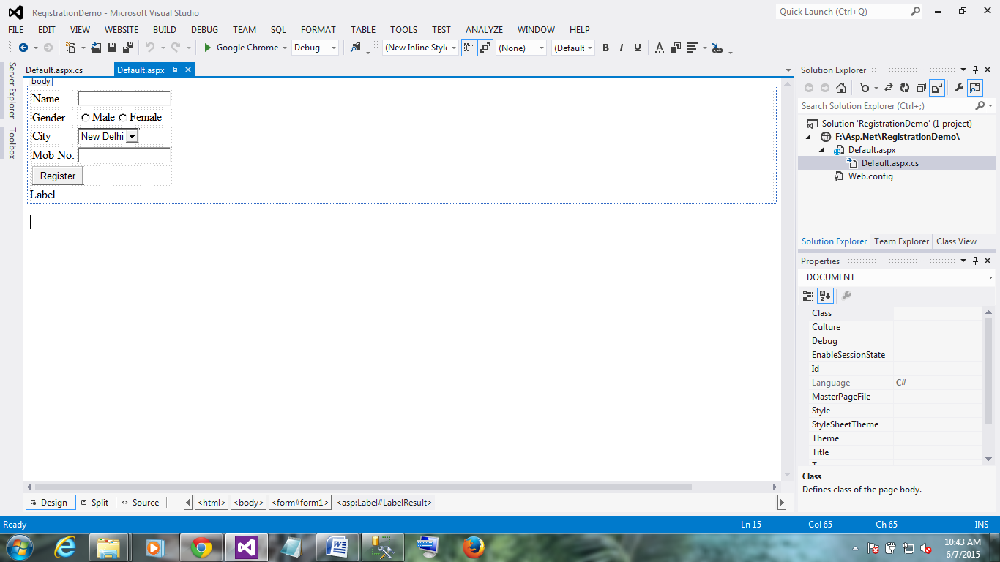 RegistrationDemo - Microsoft Visual Studio
Quick Launch (Ctrl+Q)
FILE EDIT VIEW WEBSITE BUILD DEBUG TEAM SQL FORMAT TABLE TOOLS TEST ANALYZE WINDOW HELP
Google Chrome Debug (New Inline Style (None) (Default B I U
Server Explorer
Toolbox
Default.aspx.cs Default.aspx
body
Name
Gender Male Female
City New Delhi
Mob No.
Register
Label
Design Split Source <html> <body> <form#form1> <asp:Label#LabelResult>
Solution Explorer
Search Solution Explorer (Ctrl+;)
Solution 'RegistrationDemo' (1 project)
F:\Asp.Net\RegistrationDemo\
Default.aspx
Default.aspx.cs
Web.config
Solution Explorer Team Explorer Class View
Properties
DOCUMENT
Class
Culture
Debug
EnableSessionState
Id
Language C#
MasterPageFile
Style
StyleSheetTheme
Theme
Title
Class
Defines class of the page body.
Ready Ln 15 Col 65 Ch 65 INS
10:43 AM
6/7/2015